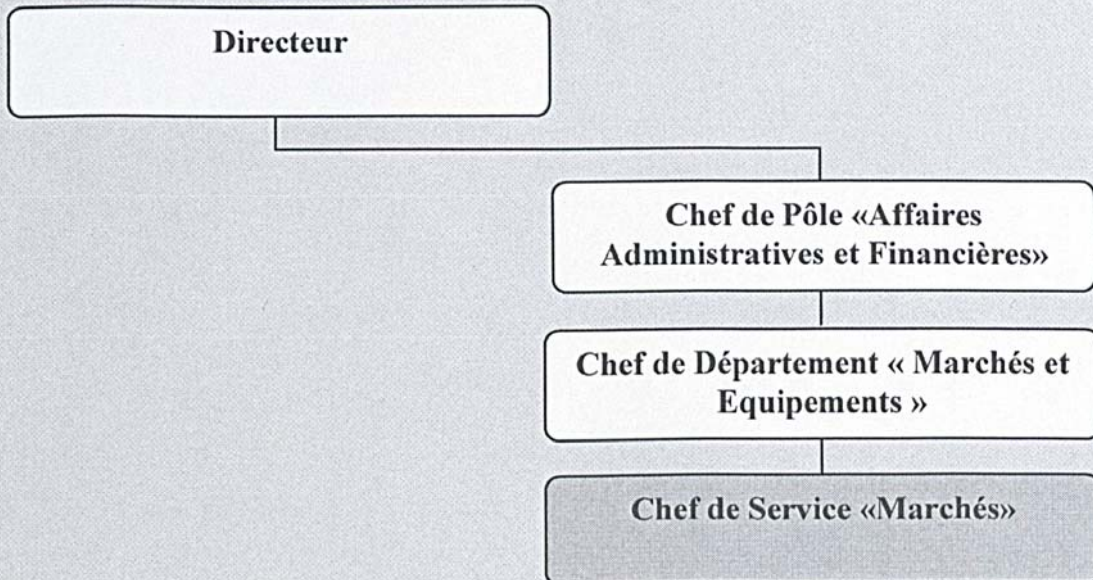 Directeur
Chef de Pôle «Affaires
Administratives et Financières»
Chef de Département « Marchés et
Equipements »
Chef de Service «Marchés»